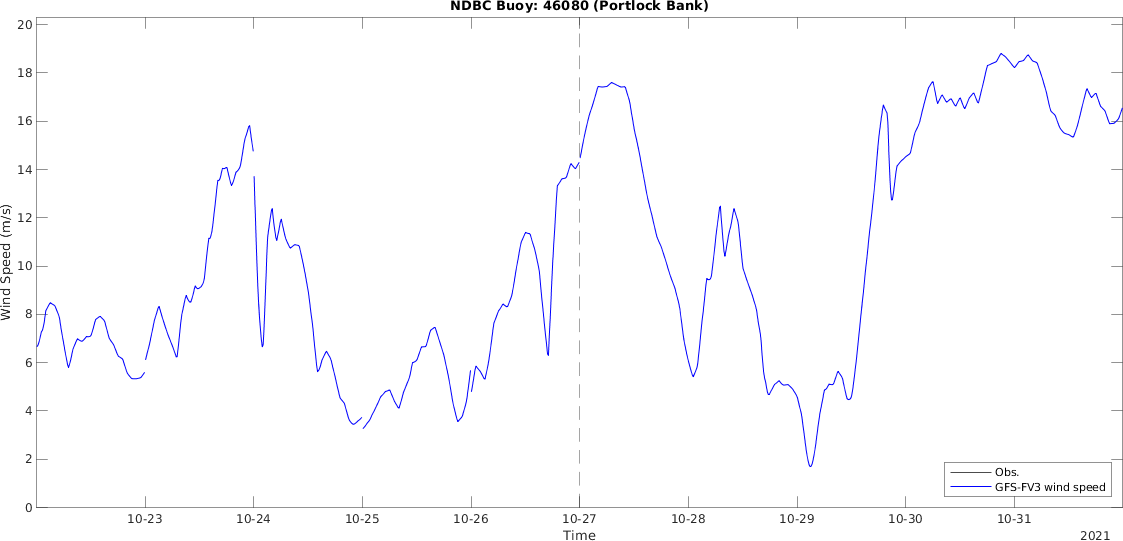 NDBC Buoy: 46080 (Portlock Bank)
20
18
16
14
12
10
8
6
4
2
0
Wind Speed (m/s)
10-23 10-24 10-25 10-26 10-27 10-28 10-29 10-30 10-31
Time
2021
Obs.
GFS-FV3 wind speed